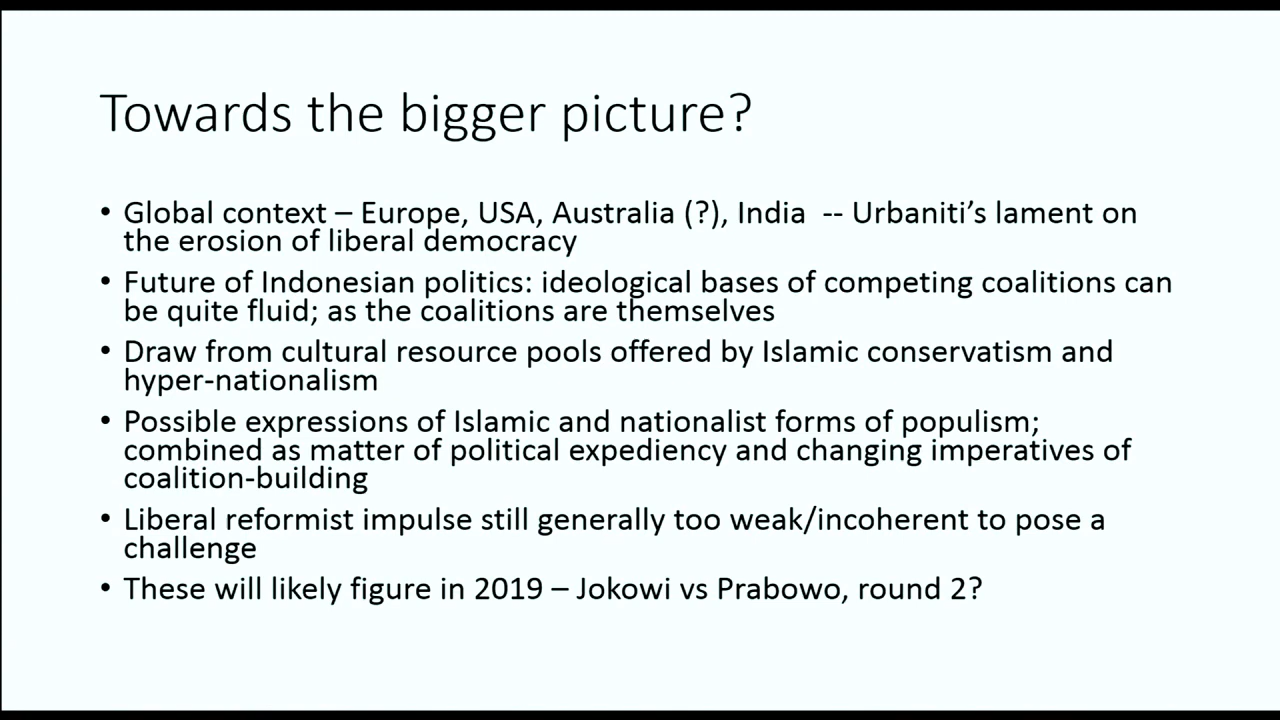 Towards the bigger picture?
• Global context – Europe, USA, Australia (?), India  -- Urbaniti’s lament on
the erosion of liberal democracy
• Future of Indonesian politics: ideological bases of competing coalitions can
be quite fluid; as the coalitions are themselves
• Draw from cultural resource pools offered by Islamic conservatism and
hyper-nationalism
• Possible expressions of Islamic and nationalist forms of populism;
combined as matter of political expediency and changing imperatives of
coalition-building
• Liberal reformist impulse still generally too weak/incoherent to pose a
challenge
• These will likely figure in 2019 – Jokowi vs Prabowo, round 2?